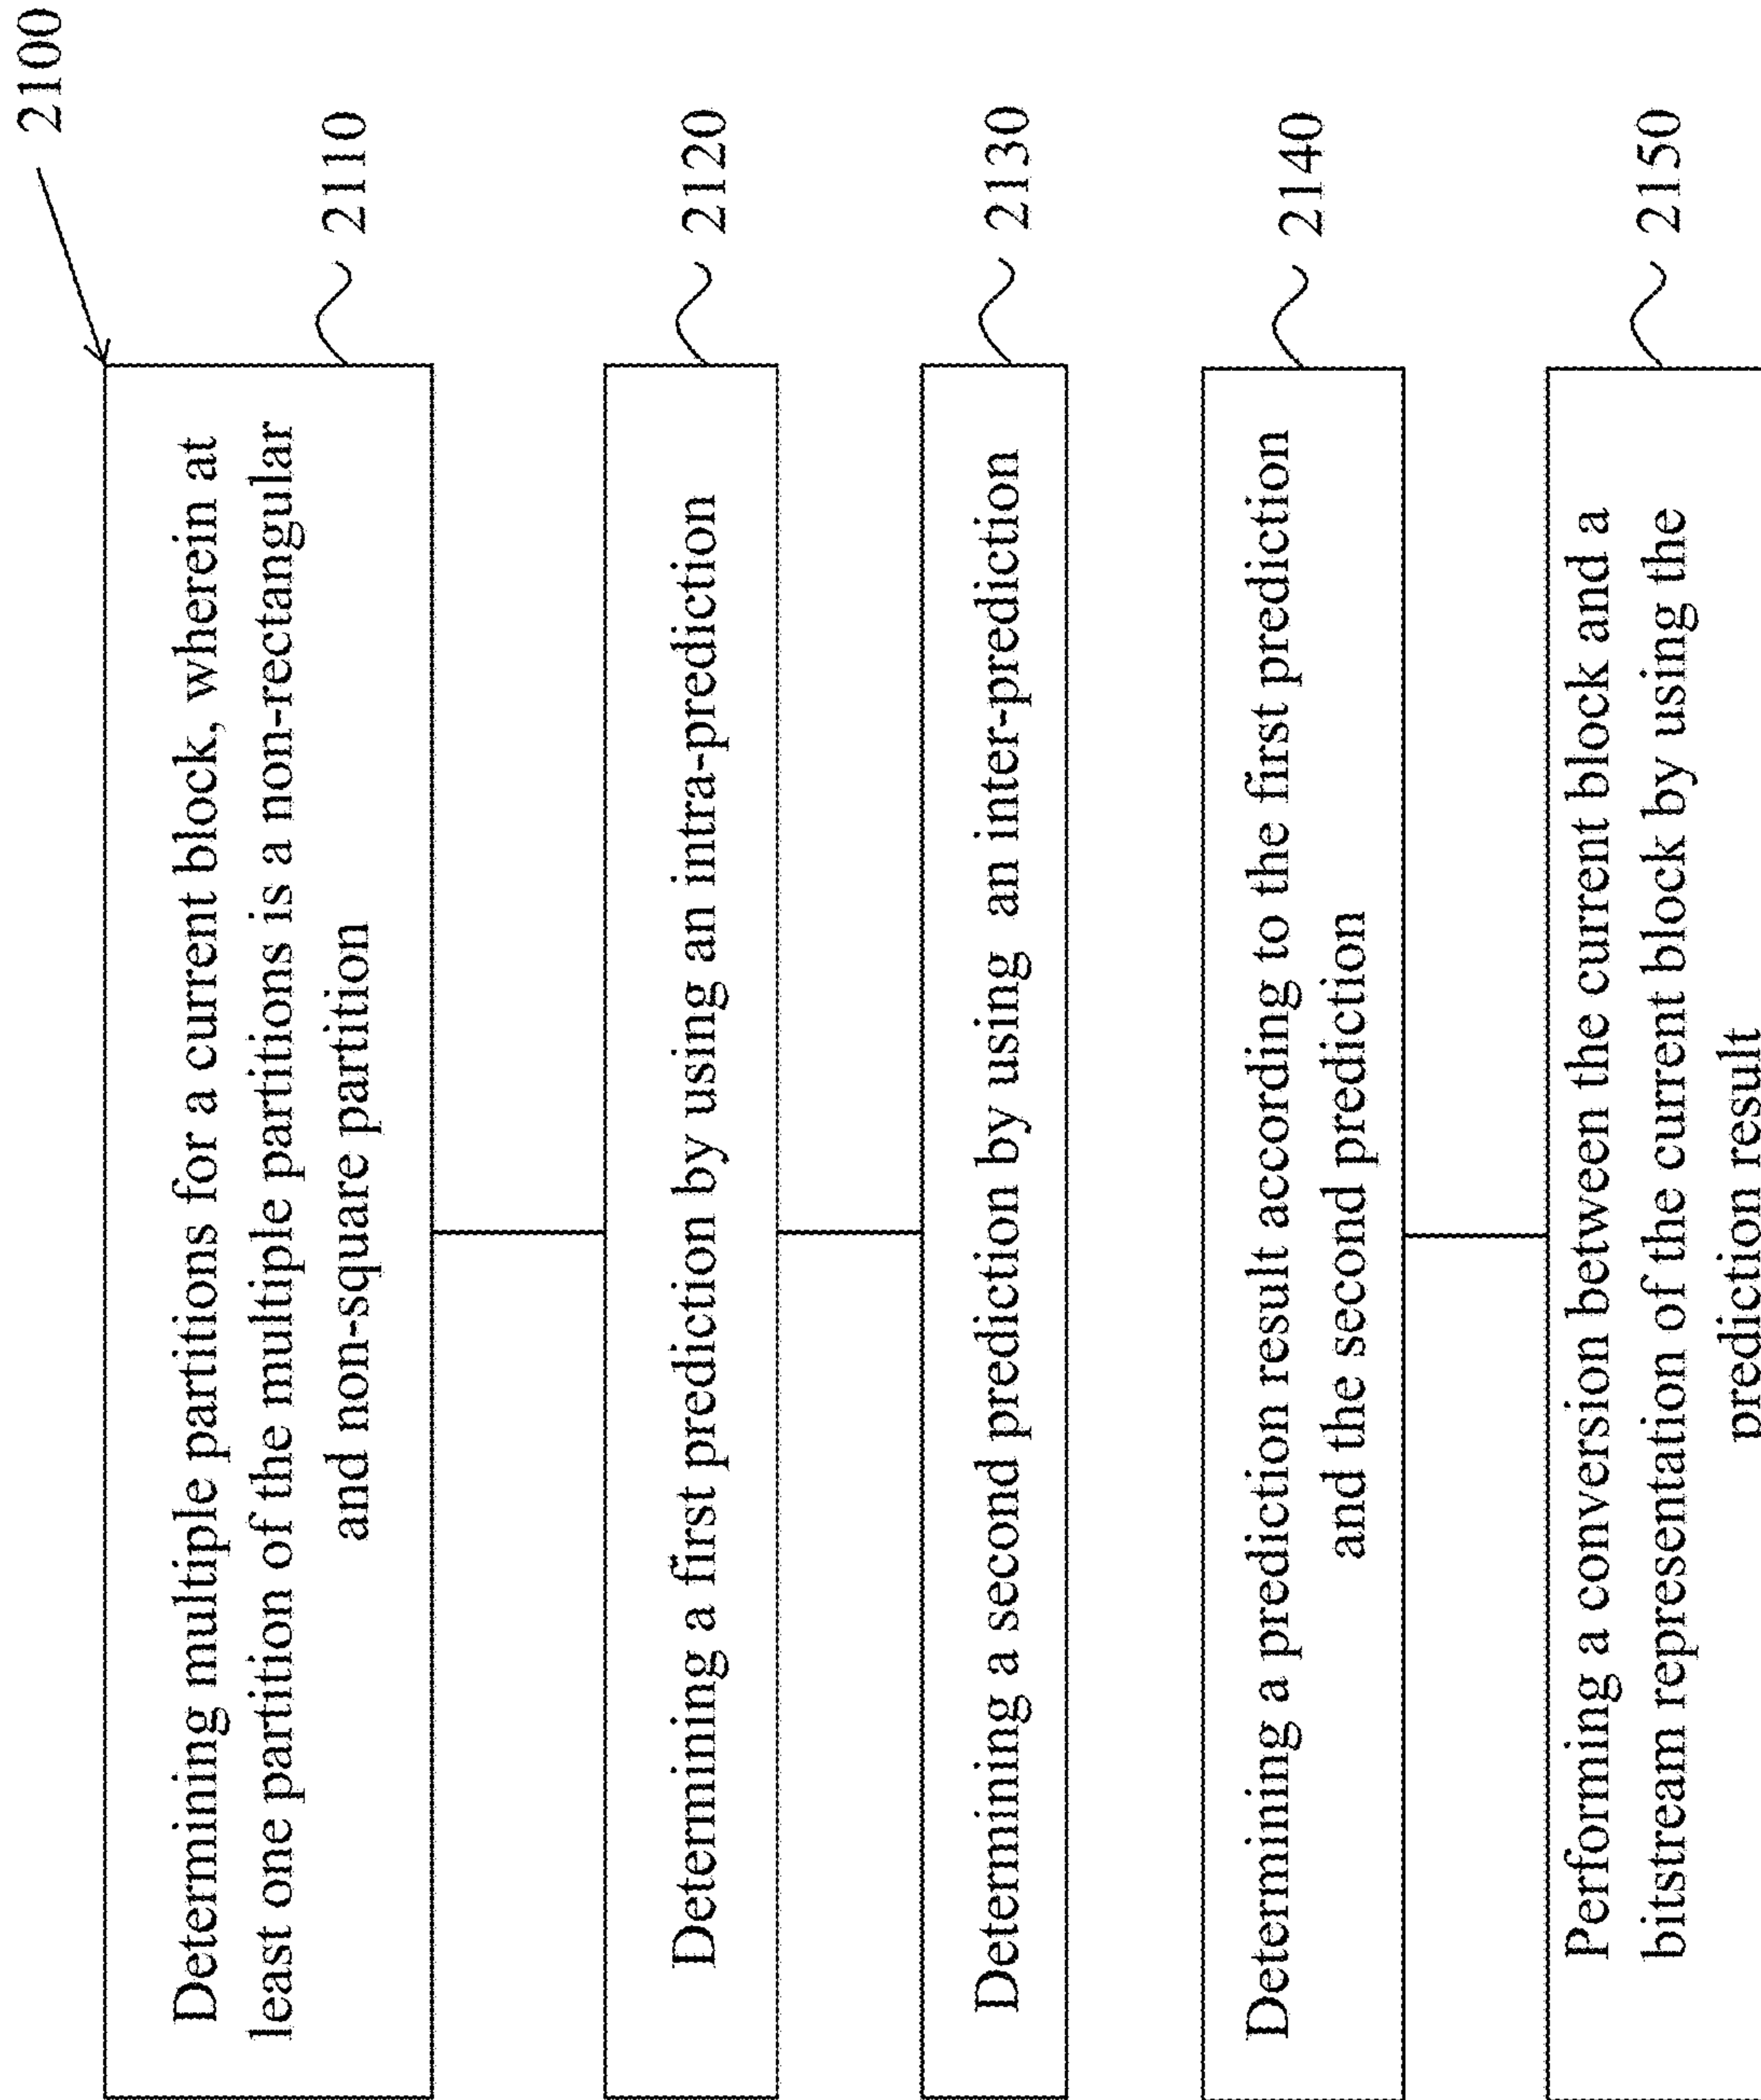 2100
Determining multiple partitions for a current block, wherein at
least one partition of the multiple partitions is a non-rectangular
and non-square partition
2110
Determining a first prediction by using an intra-prediction
2120
Determining a second prediction by using an inter-prediction
2130
Determining a prediction result according to the first prediction
and the second prediction
2140
Performing a conversion between the current block and a
bitstream representation of the current block by using the
prediction result
2150